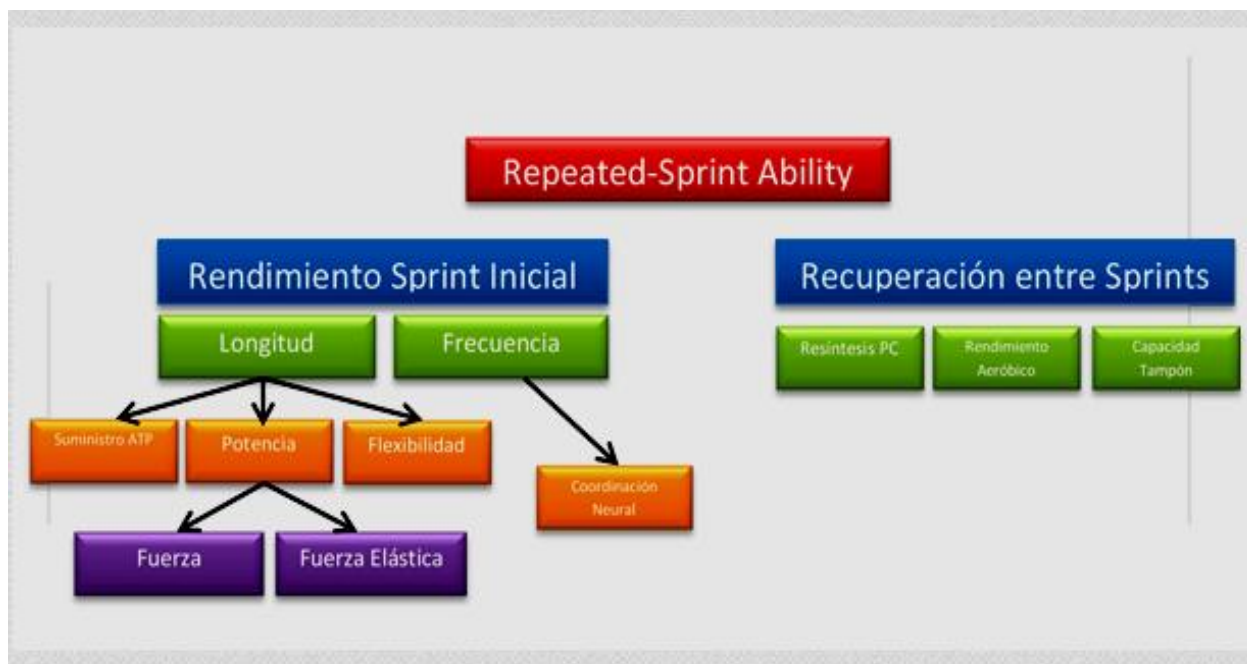 Repeated-Sprint Ability
Rendimiento Sprint Inicial
Recuperación entre Sprints
Longitud
Frecuencia
Resíntesis PC
Rendimiento
Aeróbico
Capacidad
Tampón
Suministro ATP
Potencia
Flexibilidad
Coordinación
Neural
Fuerza
Fuerza Elástica